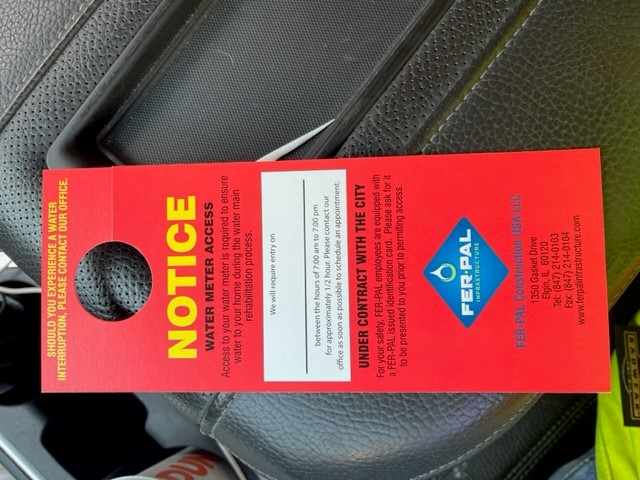 SHOULD YOU EXPERIENCE A WATER
INTERRUPTION, PLEASE CONTACT OUR OFFICE.
NOTICE
WATER METER ACCESS
Access to your water meter is required to ensure
water to your home during the water main
rehabilitation process.
We will require entry on
between the hours of 7:00 am to 7:00 pm
for approximately 1/2 hour. Please contact our
office as soon as possible to schedule an appointment.
UNDER CONTRACT WITH THE CITY
For your safety, FER-PAL employees are equipped with
a FER-PAL issued identification card. Please ask for it
to be presented to you prior to permitting access.
FER-PAL
INFRASTRUCTURE
FER-PAL Construction USA LLC
1350 Gasket Drive
Elgin, IL 60120
Tel: (847) 214-0103
Fax: (847) 214-0104
www.ferpalinfrastructure.com